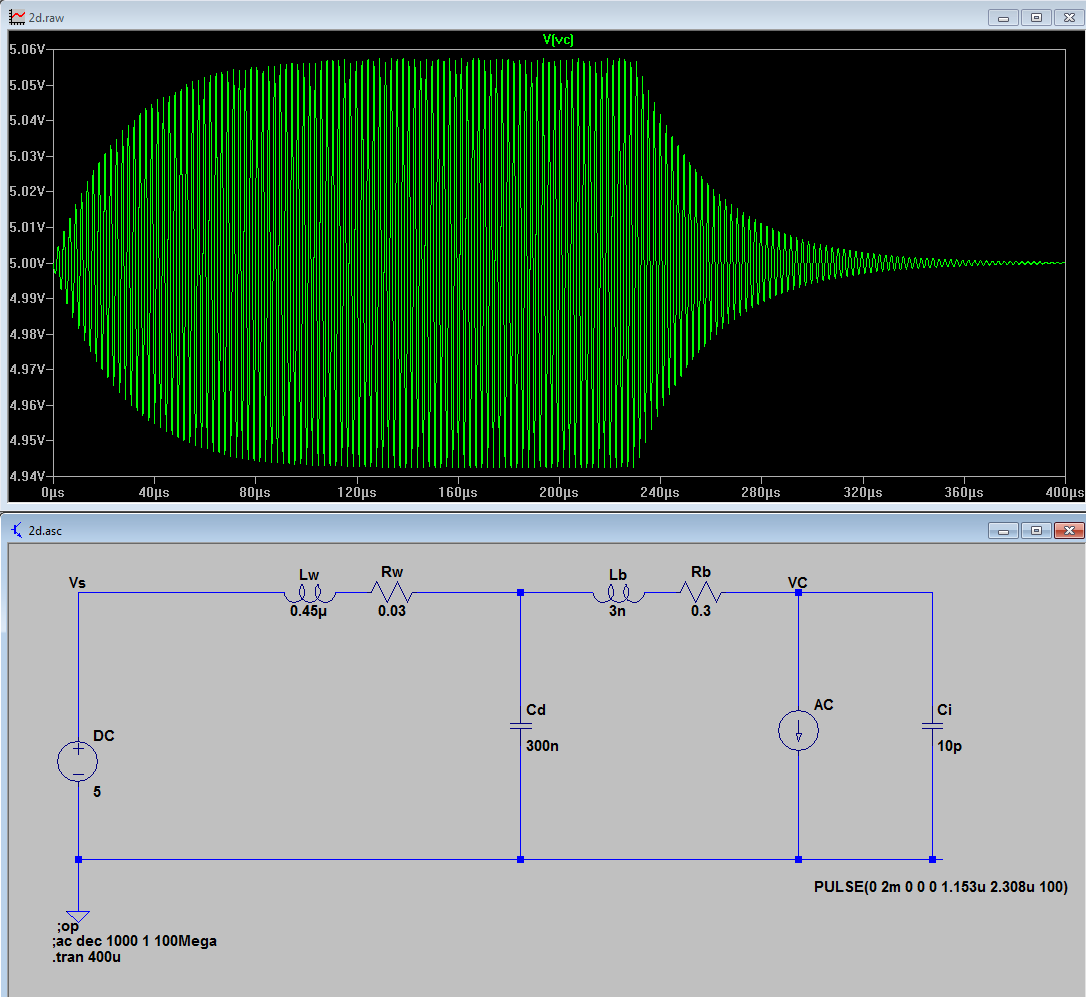 2d.raw
V(vc)
5.06V
5.05V
5.04V
5.03V
5.02V
5.01V
5.00V
4.99V
4.98V
4.97V
4.96V
4.95V
4.94V
0µs 40µs 80µs 120µs 160µs 200µs 240µs 280µs 320µs 360µs 400µs
2d.asc
Vs Lw Rw Lb Rb VC
0.45µ 0.03 3n 0.3
DC Cd AC Ci
5 300n 10p
PULSE(0 2m 0 0 0 1.153u 2.308u 100)
;op
;ac dec 1000 1 100Mega
.tran 400u